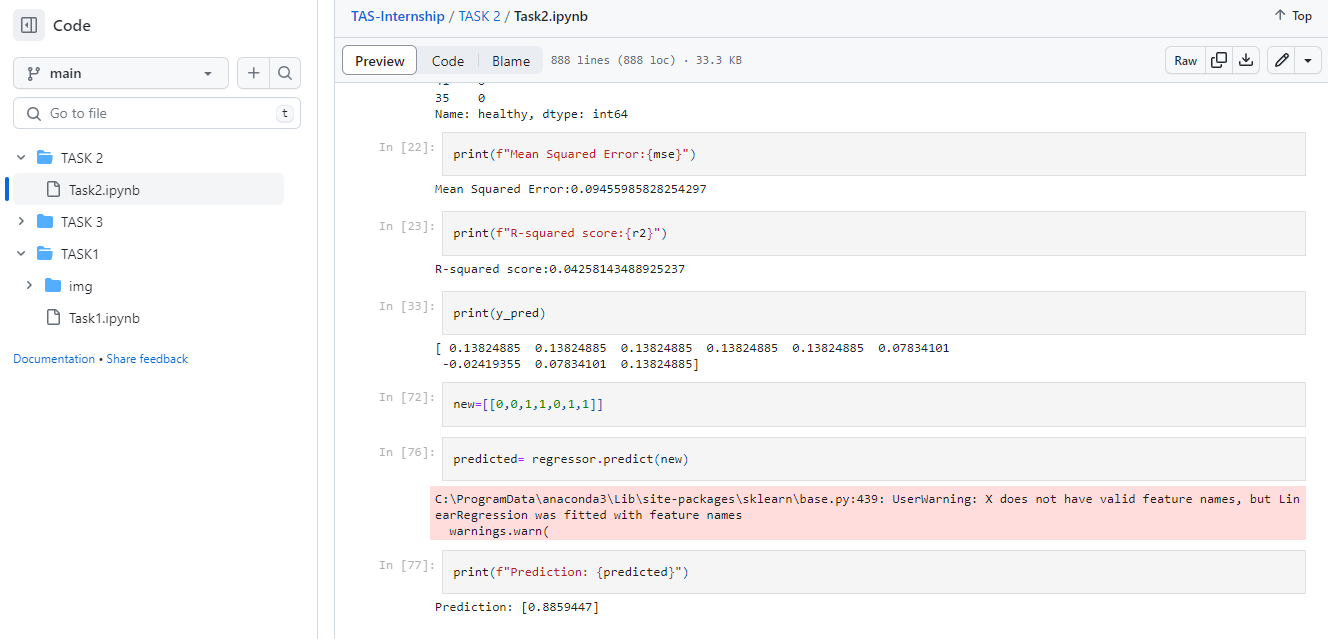 Code
TAS-Internship / TASK 2 / Task2.ipynb
Top
main
Preview
Code
Blame
888 lines (888 loc) · 33.3 KB
Raw
Go to file
t
TASK 2
Task2.ipynb
TASK 3
TASK1
img
Task1.ipynb
Documentation • Share feedback
35    0
Name: healthy, dtype: int64
In [22]:
print(f"Mean Squared Error:{mse}")
Mean Squared Error:0.09455985828254297
In [23]:
print(f"R-squared score:{r2}")
R-squared score:0.04258143488925237
In [33]:
print(y_pred)
[ 0.13824885  0.13824885  0.13824885  0.13824885  0.13824885  0.07834101
 -0.02419355  0.07834101  0.13824885]
In [72]:
new=[[0,0,1,1,0,1,1]]
In [76]:
predicted= regressor.predict(new)
C:\ProgramData\anaconda3\Lib\site-packages\sklearn\base.py:439: UserWarning: X does not have valid feature names, but Lin
earRegression was fitted with feature names
  warnings.warn(
In [77]:
print(f"Prediction: {predicted}")
Prediction: [0.8859447]